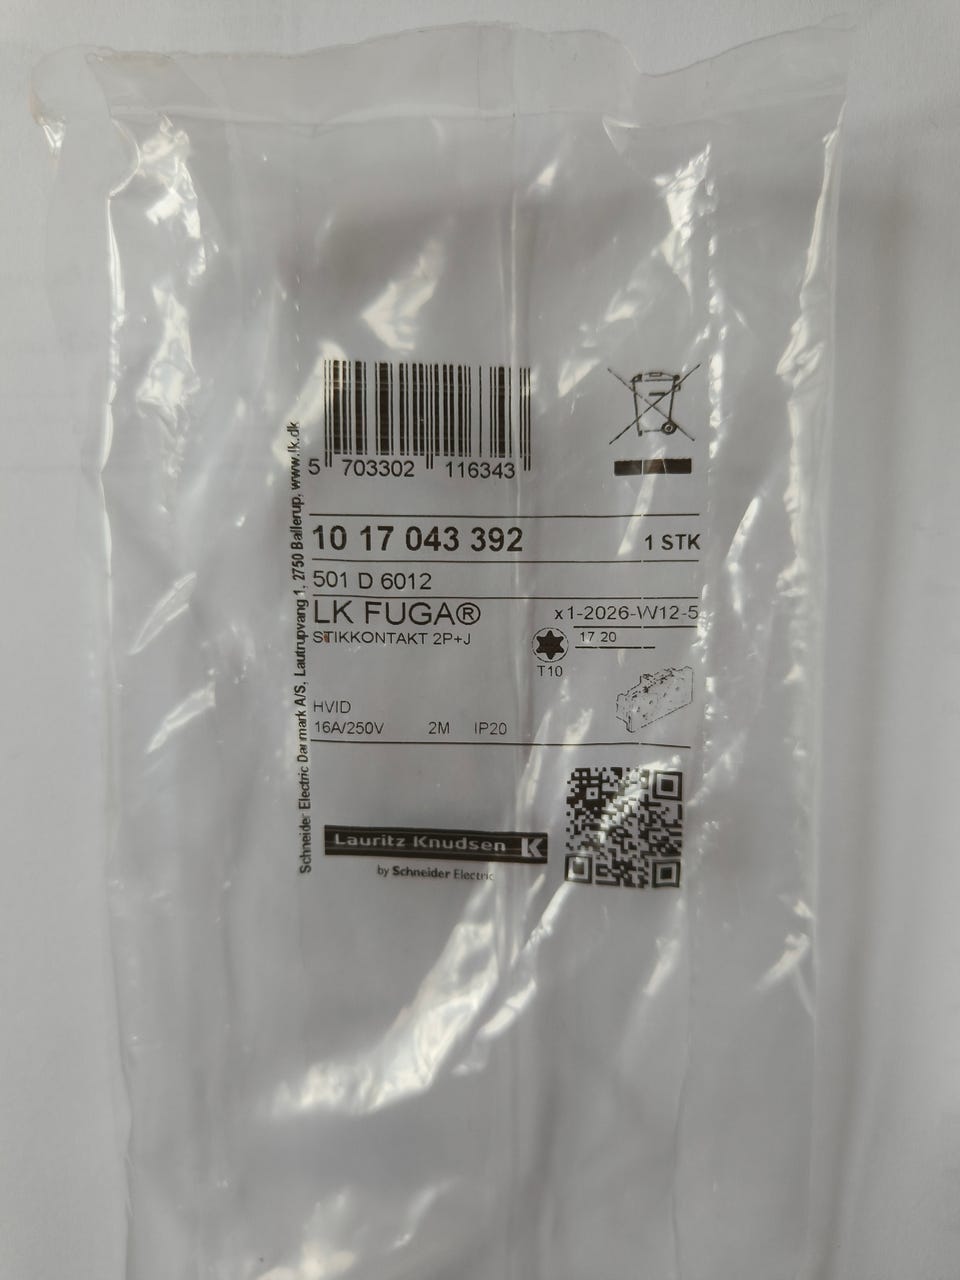 5 703302 116343
10 17 043 392 1 STK
501 D 6012
LK FUGA® x1-2026-W12-5
STIKKONTAKT 2P+J 17 20
T10
HVID
16A/250V 2M IP20
Lauritz Knudsen
by Schneider Electric
Schneider Electric Danmark A/S, Lautrupvang 1, 2750 Ballerup, www.lk.dk